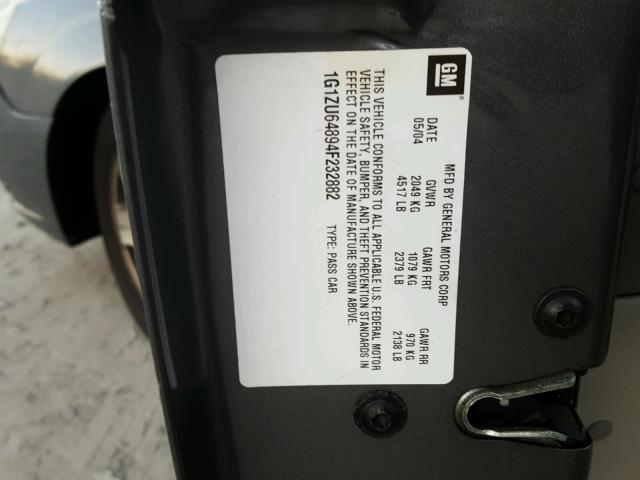 GM
MFD BY GENERAL MOTORS CORP
DATE GVWR GAWR FRT GAWR RR
05/04 2049 KG 1079 KG 970 KG
4517 LB 2379 LB 2138 LB
THIS VEHICLE CONFORMS TO ALL APPLICABLE U.S. FEDERAL MOTOR
VEHICLE SAFETY, BUMPER, AND THEFT PREVENTION STANDARDS IN
EFFECT ON THE DATE OF MANUFACTURE SHOWN ABOVE.
1G1ZU64894F232882 TYPE: PASS CAR